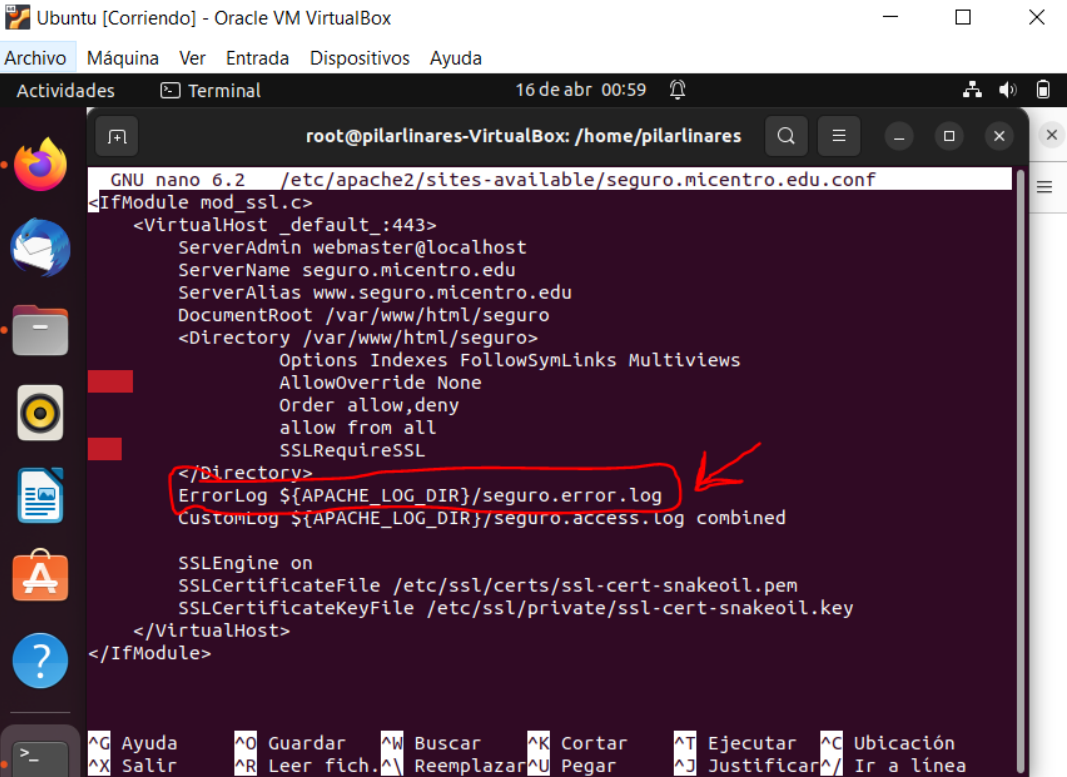 Ubuntu [Corriendo] - Oracle VM VirtualBox
Archivo Máquina Ver Entrada Dispositivos Ayuda
Actividades Terminal 16 de abr 00:59
root@pilarlinares-VirtualBox: /home/pilarlinares
GNU nano 6.2 /etc/apache2/sites-available/seguro.micentro.edu.conf
<IfModule mod_ssl.c>
<VirtualHost _default_:443>
ServerAdmin webmaster@localhost
ServerName seguro.micentro.edu
ServerAlias www.seguro.micentro.edu
DocumentRoot /var/www/html/seguro
<Directory /var/www/html/seguro>
Options Indexes FollowSymLinks Multiviews
AllowOverride None
Order allow,deny
allow from all
SSLRequireSSL
</Directory>
ErrorLog ${APACHE_LOG_DIR}/seguro.error.log
CustomLog ${APACHE_LOG_DIR}/seguro.access.log combined
SSLEngine on
SSLCertificateFile /etc/ssl/certs/ssl-cert-snakeoil.pem
SSLCertificateKeyFile /etc/ssl/private/ssl-cert-snakeoil.key
</VirtualHost>
</IfModule>
^G Ayuda ^O Guardar ^W Buscar ^K Cortar ^T Ejecutar ^C Ubicación
^X Salir ^R Leer fich. ^\ Reemplazar ^U Pegar ^J Justificar ^/ Ir a línea